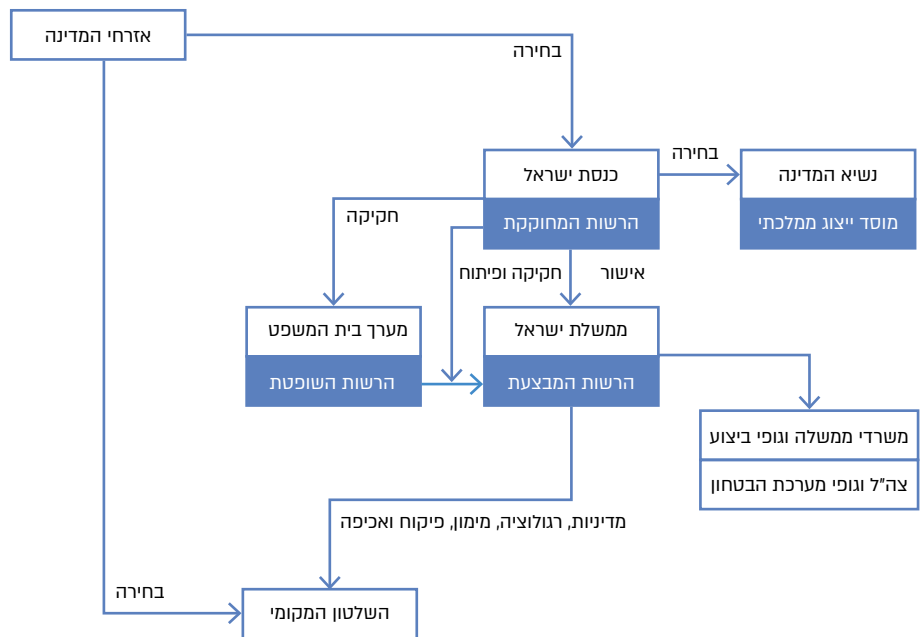 אזרחי המדינה
בחירה
כנסת ישראל
הרשות המחוקקת
בחירה
נשיא המדינה
מוסד ייצוג ממלכתי
חקיקה
אישור
חקיקה ופיתוח
ממשלת ישראל
הרשות המבצעת
מערך בית המשפט
הרשות השופטת
משרדי ממשלה וגופי ביצוע
צה"ל וגופי מערכת הבטחון
מדיניות, רגולוציה, מימון, פיקוח ואכיפה
בחירה
השלטון המקומי